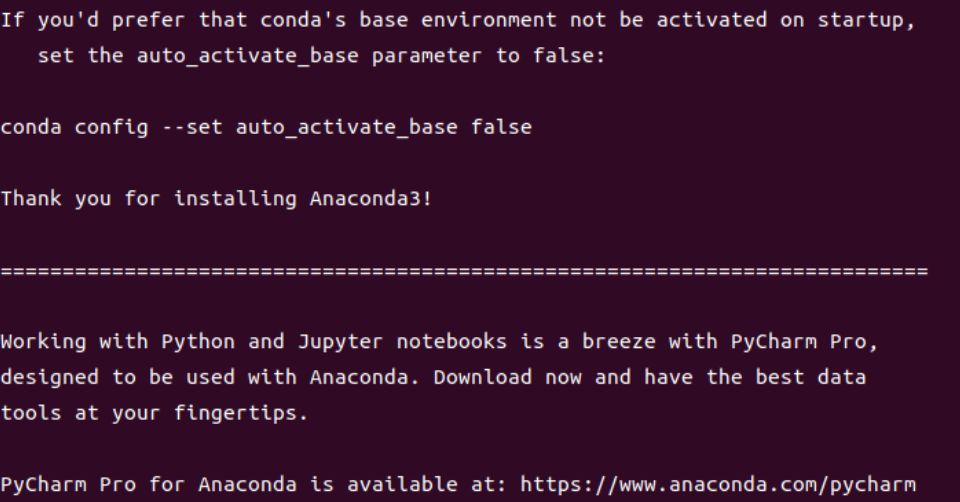 If you'd prefer that conda's base environment not be activated on startup,
set the auto_activate_base parameter to false:
conda config --set auto_activate_base false
Thank you for installing Anaconda3!
===========================================================================
Working with Python and Jupyter notebooks is a breeze with PyCharm Pro,
designed to be used with Anaconda. Download now and have the best data
tools at your fingertips.
PyCharm Pro for Anaconda is available at: https://www.anaconda.com/pycharm